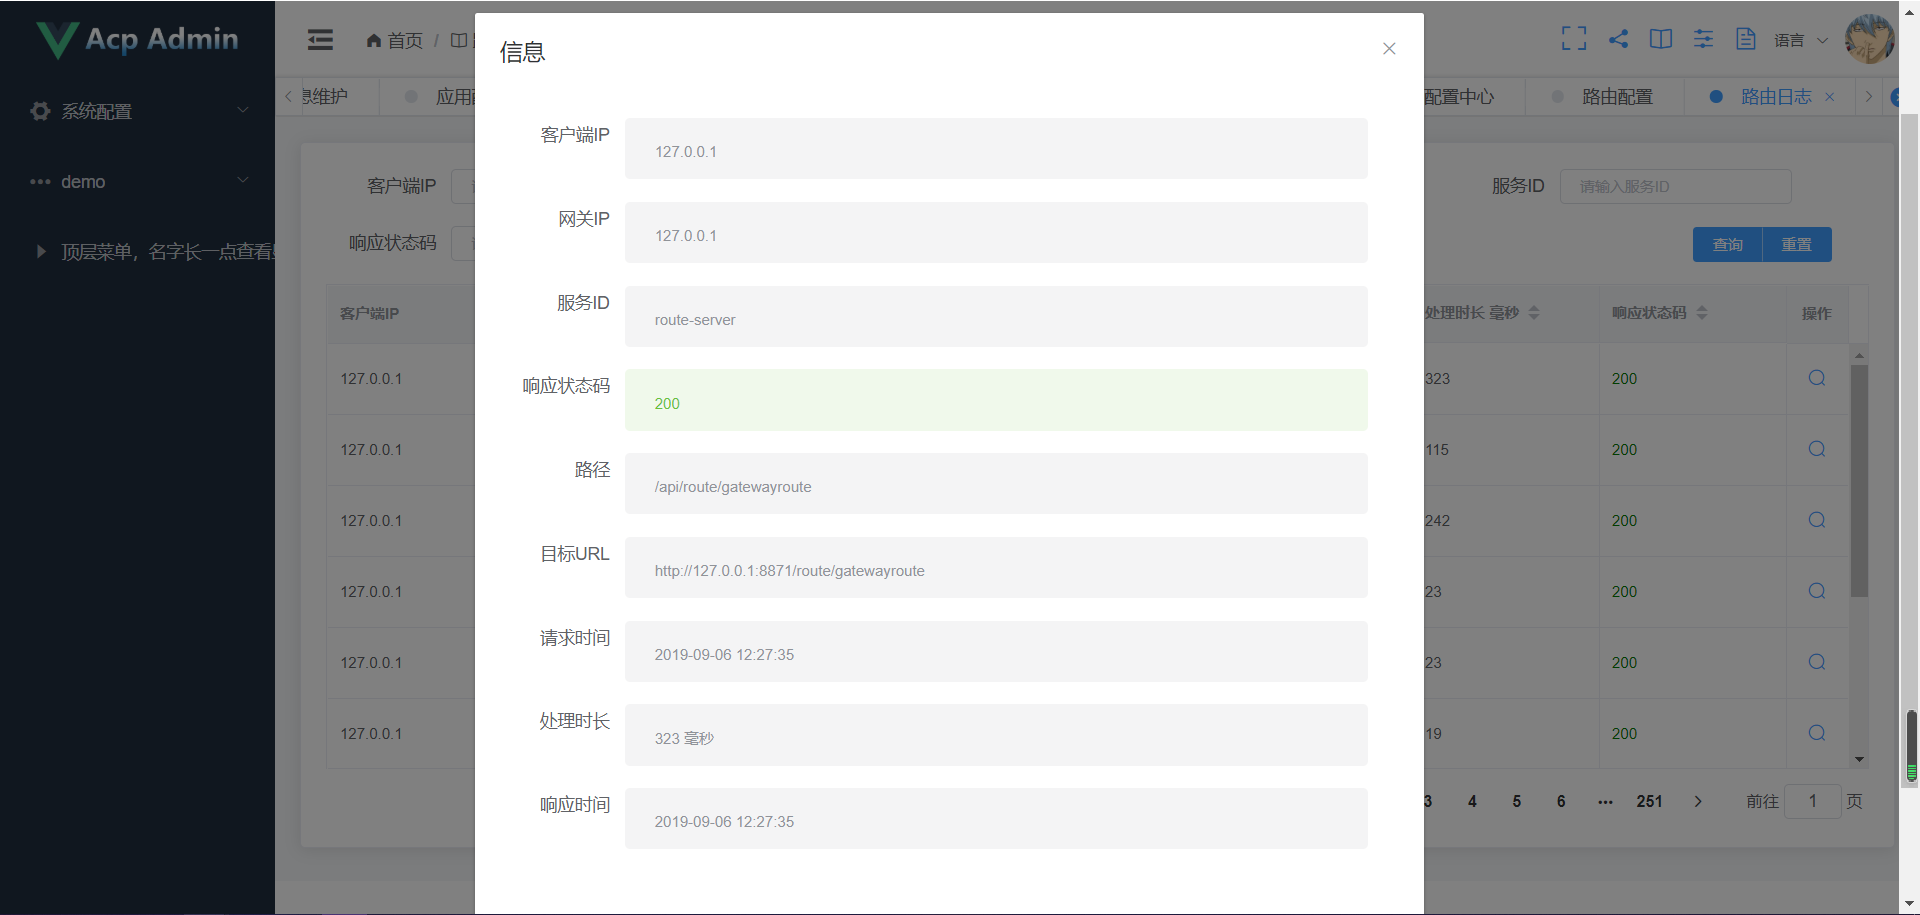 Acp Admin
首页 /
语言
系统配置
demo
顶层菜单，名字长一点查看
息维护
应用
配置中心
路由配置
路由日志
客户端IP
服务ID
请输入服务ID
响应状态码
查询
重置
客户端IP
处理时长 毫秒
响应状态码
操作
127.0.0.1
323
200
127.0.0.1
115
200
127.0.0.1
242
200
127.0.0.1
23
200
127.0.0.1
23
200
127.0.0.1
19
200
3 4 5 6 ••• 251
前往 1 页
信息
客户端IP
127.0.0.1
网关IP
127.0.0.1
服务ID
route-server
响应状态码
200
路径
/api/route/gatewayroute
目标URL
http://127.0.0.1:8871/route/gatewayroute
请求时间
2019-09-06 12:27:35
处理时长
323 毫秒
响应时间
2019-09-06 12:27:35